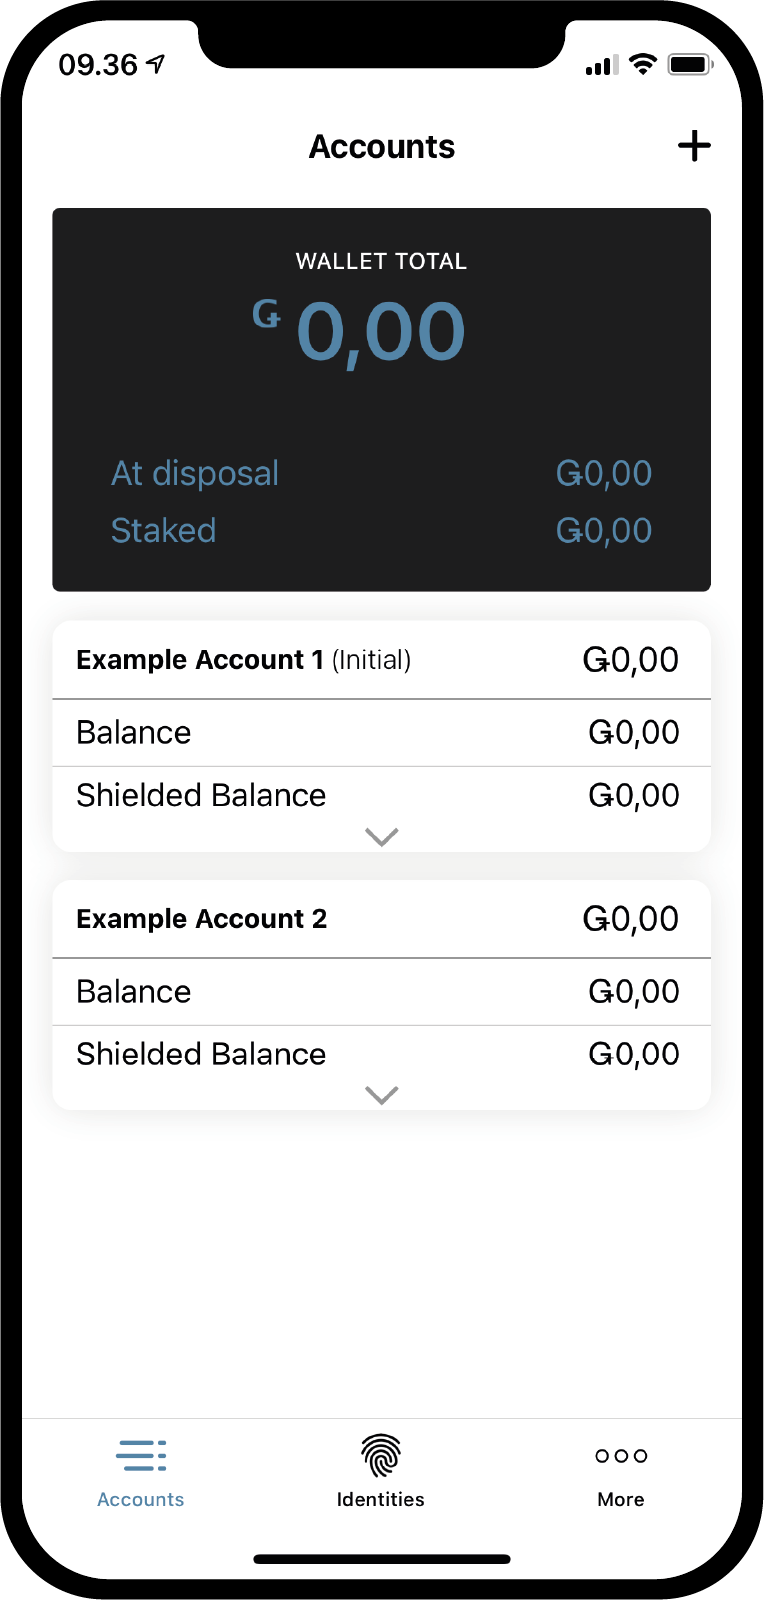 09.36
Accounts
WALLET TOTAL
Ǥ 0,00
At disposal Ǥ0,00
Staked Ǥ0,00
Example Account 1 (Initial) Ǥ0,00
Balance Ǥ0,00
Shielded Balance Ǥ0,00
Example Account 2 Ǥ0,00
Balance Ǥ0,00
Shielded Balance Ǥ0,00
Accounts Identities More